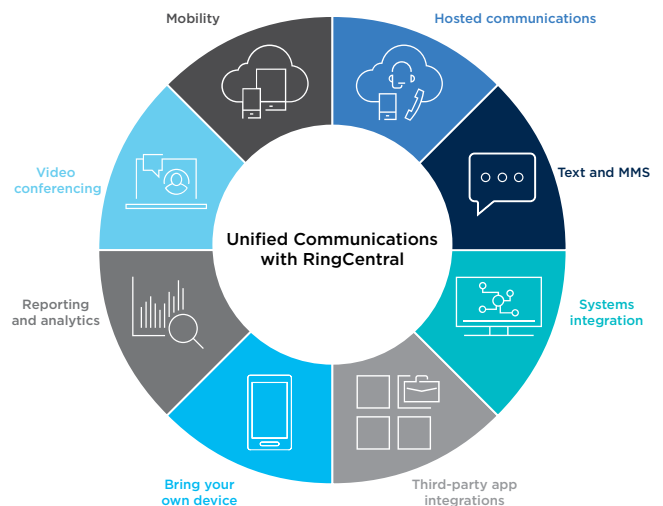 Mobility
Hosted communications
Video
conferencing
Text and MMS
Unified Communications
with RingCentral
Reporting
and analytics
Systems
integration
Bring your
own device
Third-party app
integrations